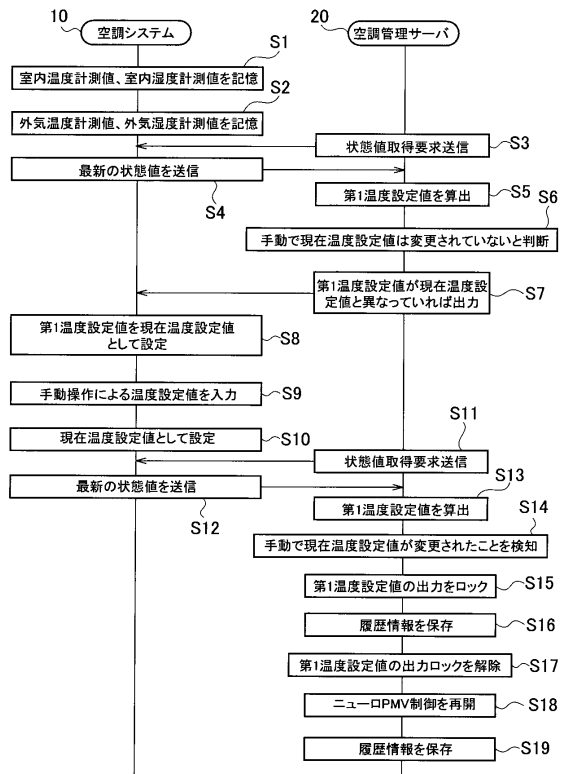 10
空調システム
20
空調管理サーバ
S1
室内温度計測値、室内湿度計測値を記憶
S2
外気温度計測値、外気湿度計測値を記憶
状態値取得要求送信
S3
最新の状態値を送信
S4
第1温度設定値を算出
S5
S6
手動で現在温度設定値は変更されていないと判断
第1温度設定値が現在温度設
定値と異なっていれば出力
S7
第1温度設定値を現在温度設定値
として設定
S8
手動操作による温度設定値を入力
S9
現在温度設定値として設定
S10
S11
状態値取得要求送信
最新の状態値を送信
S12
S13
第1温度設定値を算出
S14
手動で現在温度設定値が変更されたことを検知
第1温度設定値の出力をロック
S15
履歴情報を保存
S16
第1温度設定値の出力ロックを解除
S17
ニューロPMV制御を再開
S18
履歴情報を保存
S19